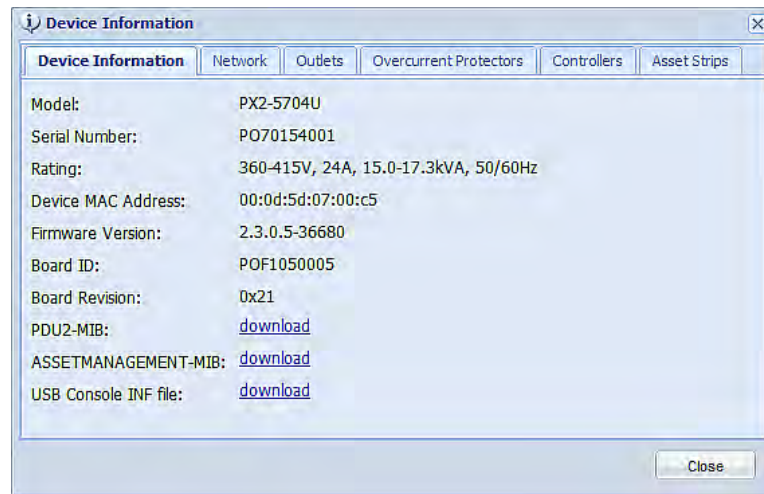 Device Information
Device Information Network Outlets Overcurrent Protectors Controllers Asset Strips
Model: PX2-5704U
Serial Number: PO70154001
Rating: 360-415V, 24A, 15.0-17.3kVA, 50/60Hz
Device MAC Address: 00:0d:5d:07:00:c5
Firmware Version: 2.3.0.5-36680
Board ID: POF1050005
Board Revision: 0x21
PDU2-MIB: download
ASSETMANAGEMENT-MIB: download
USB Console INF file: download
Close